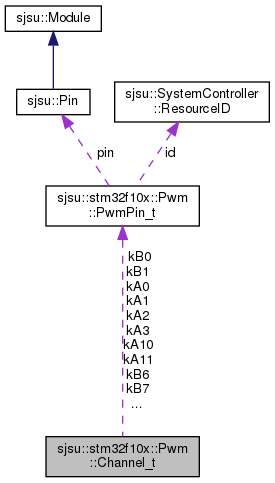 sjsu::Module
sjsu::Pin
sjsu::SystemController
::ResourceID
pin
id
sjsu::stm32f10x::Pwm
::PwmPin_t
kB0
kB1
kA0
kA1
kA2
kA3
kA10
kA11
kB6
kB7
...
sjsu::stm32f10x::Pwm
::Channel_t